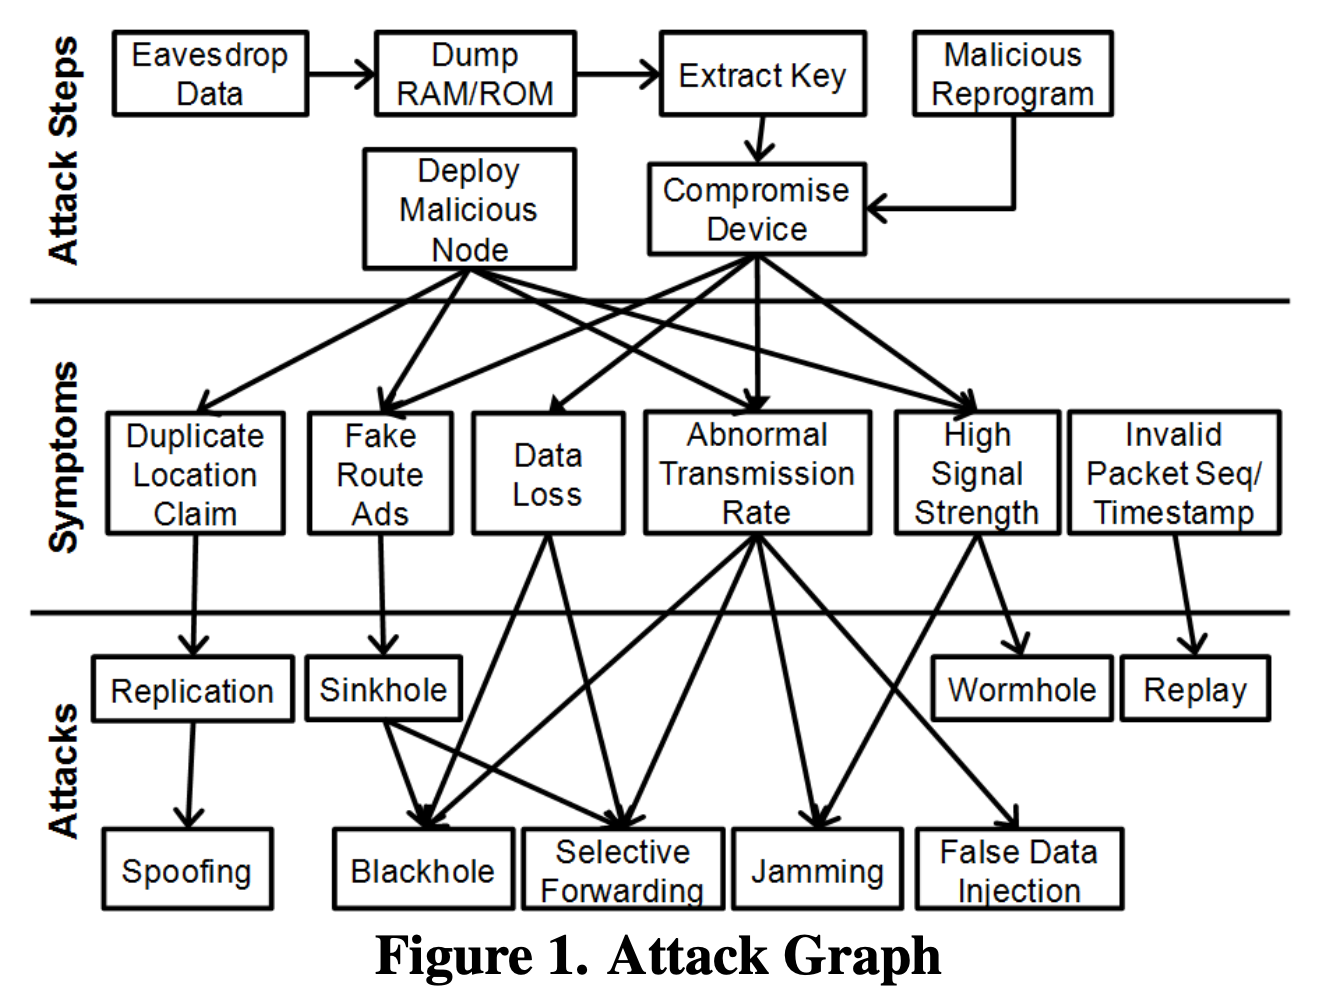 Attack Steps
Eavesdrop
Data
Dump
RAM/ROM
Extract Key
Malicious
Reprogram
Deploy
Malicious
Node
Compromise
Device
Symptoms
Duplicate
Location
Claim
Fake
Route
Ads
Data
Loss
Abnormal
Transmission
Rate
High
Signal
Strength
Invalid
Packet Seq/
Timestamp
Attacks
Replication
Sinkhole
Wormhole
Replay
Spoofing
Blackhole
Selective
Forwarding
Jamming
False Data
Injection
Figure 1. Attack Graph